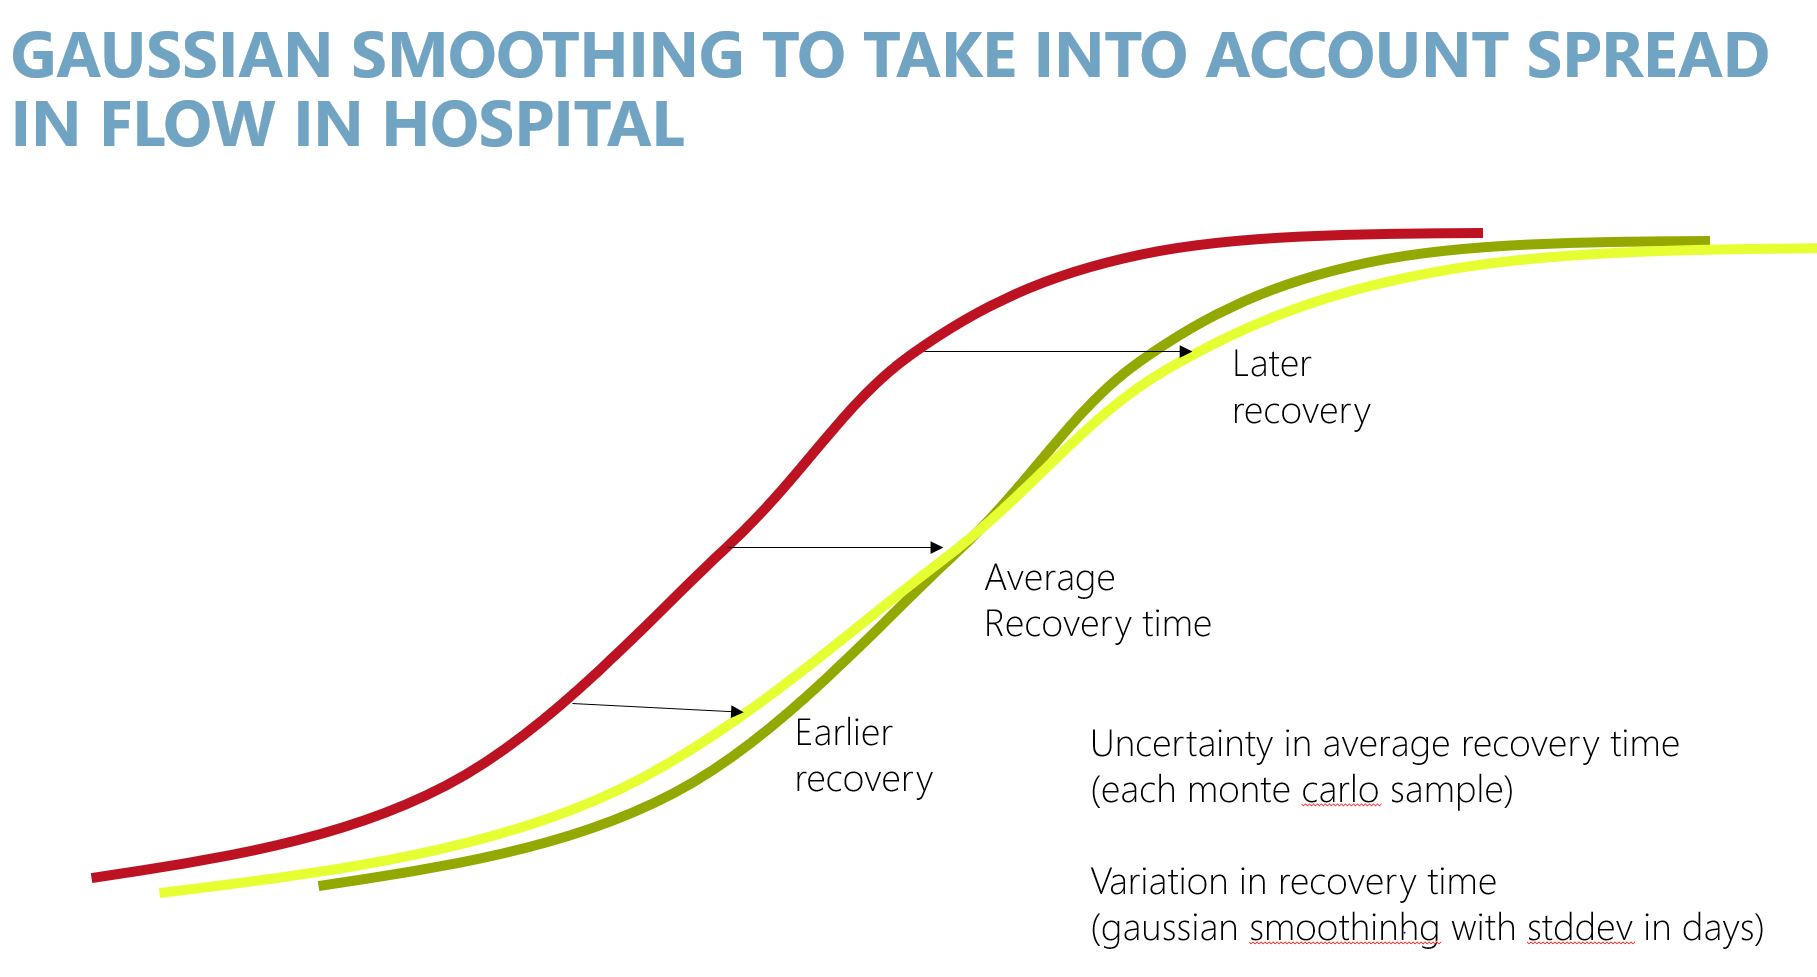 GAUSSIAN SMOOTHING TO TAKE INTO ACCOUNT SPREAD
IN FLOW IN HOSPITAL
Later
recovery
Average
Recovery time
Earlier
recovery
Uncertainty in average recovery time
(each monte carlo sample)
Variation in recovery time
(gaussian smoothinhg with stddev in days)